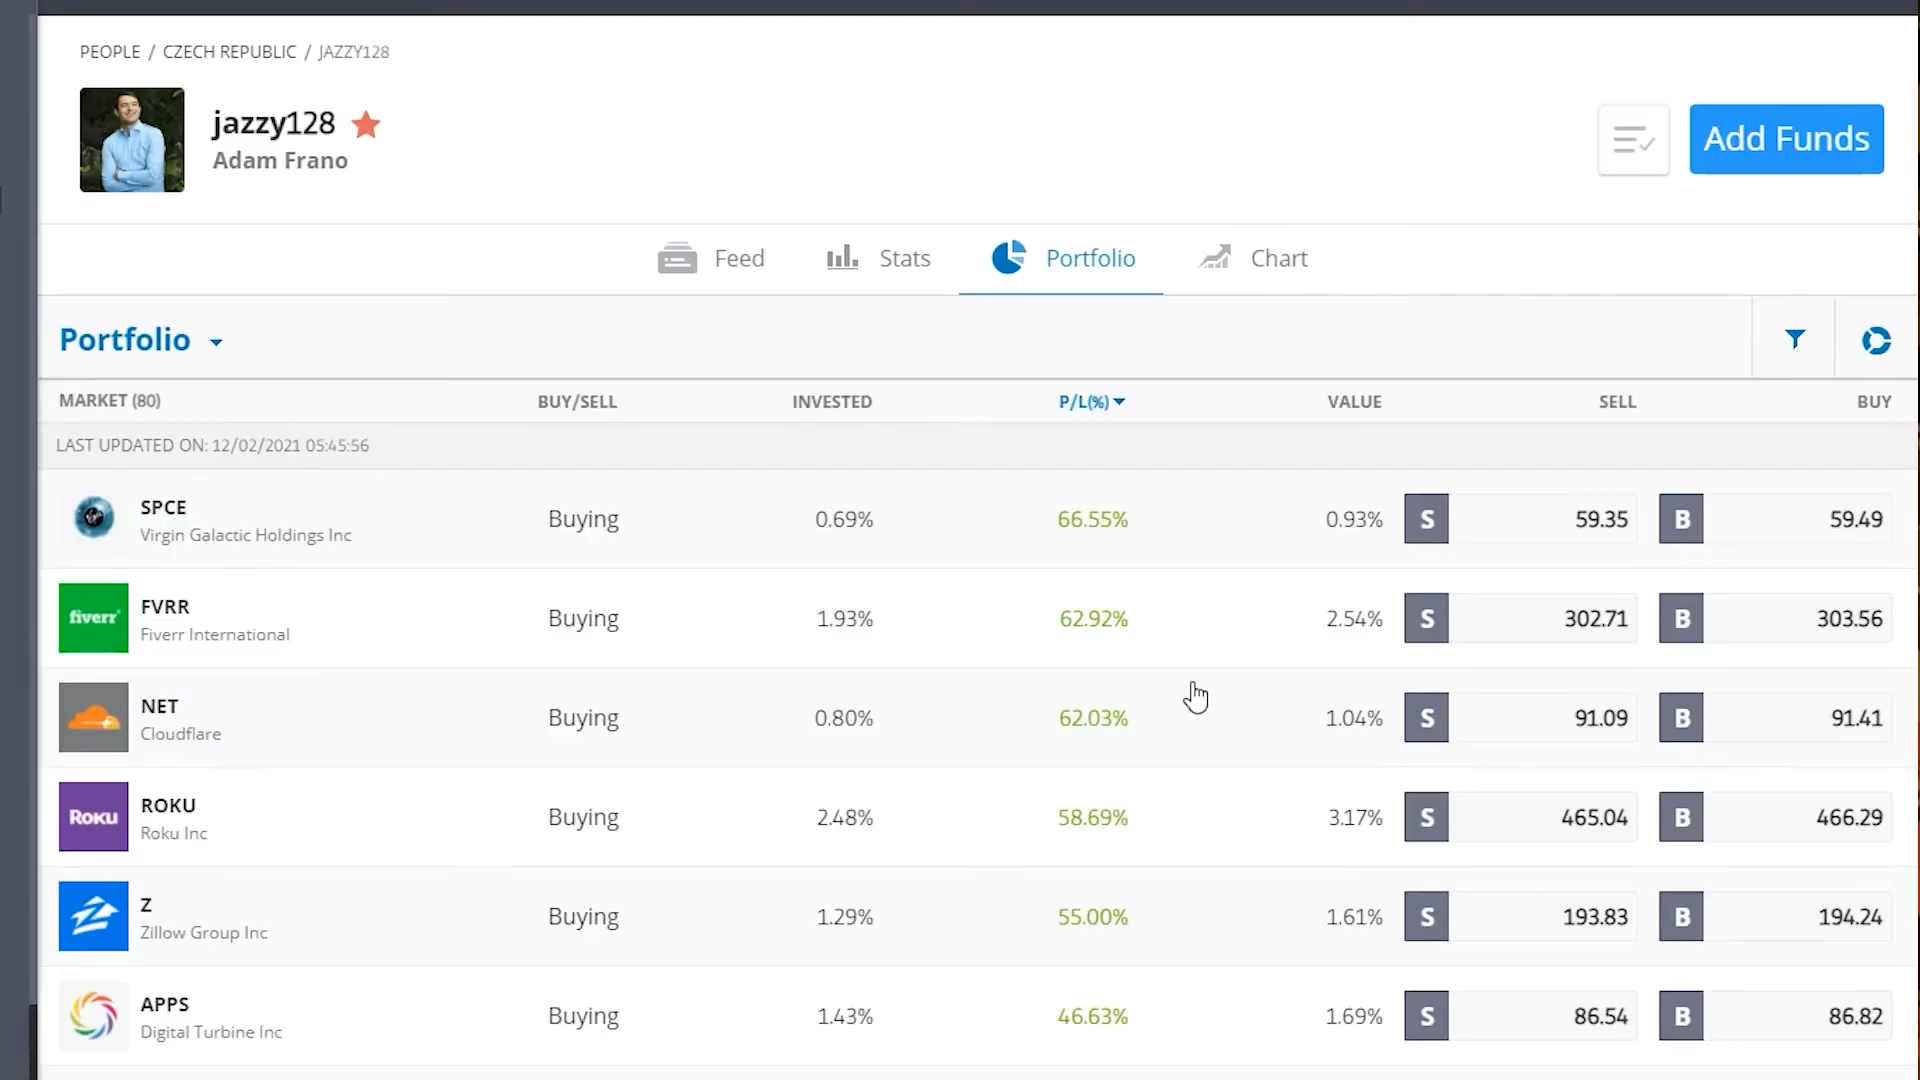 PEOPLE / CZECH REPUBLIC / JAZZY128
jazzy128
Adam Frano
Add Funds
Feed Stats Portfolio Chart
Portfolio
MARKET (80) BUY/SELL INVESTED P/L(%) VALUE SELL BUY
LAST UPDATED ON: 12/02/2021 05:45:56
SPCE
Virgin Galactic Holdings Inc
Buying 0.69% 66.55% 0.93% S 59.35 B 59.49
fiverr
FVRR
Fiverr International
Buying 1.93% 62.92% 2.54% S 302.71 B 303.56
NET
Cloudflare
Buying 0.80% 62.03% 1.04% S 91.09 B 91.41
ROKU
ROKU
Roku Inc
Buying 2.48% 58.69% 3.17% S 465.04 B 466.29
Z
Zillow Group Inc
Buying 1.29% 55.00% 1.61% S 193.83 B 194.24
APPS
Digital Turbine Inc
Buying 1.43% 46.63% 1.69% S 86.54 B 86.82